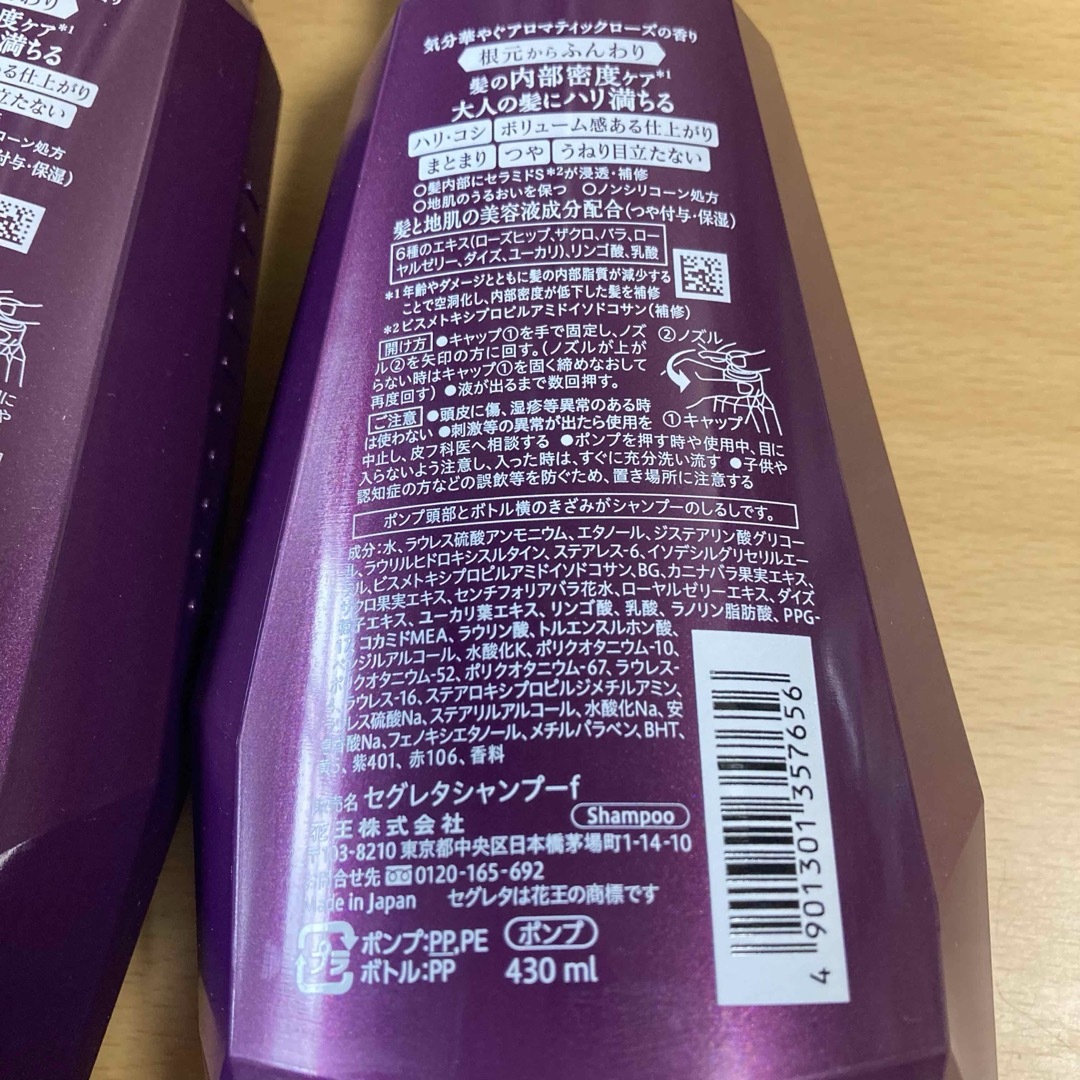 わり
度ケア*1
満ちる
る仕上がり
立たない
ーン処方
付与・保湿)
気分華やぐアロマティックローズの香り
根元からふんわり
髪の内部密度ケア*1
大人の髪にハリ満ちる
ハリ・コシ ボリューム感ある仕上がり
まとまり つや うねり目立たない
○髪内部にセラミドS*2が浸透・補修
○地肌のうるおいを保つ ○ノンシリコーン処方
髪と地肌の美容液成分配合(つや付与・保湿)
6種のエキス(ローズヒップ、ザクロ、バラ、ロー
ヤルゼリー、ダイズ、ユーカリ)、リンゴ酸、乳酸
*1 年齢やダメージとともに髪の内部脂質が減少する
ことで空洞化し、内部密度が低下した髪を補修
*2 ビスメトキシプロピルアミドイソドコサン(補修)
開け方 ●キャップ①を手で固定し、ノズ
ル②を矢印の方に回す。(ノズルが上が
らない時はキャップ①を固く締めなおして
再度回す) ●液が出るまで数回押す。
②ノズル
①キャップ
ご注意 ●頭皮に傷、湿疹等異常のある時
は使わない ●刺激等の異常が出たら使用を
中止し、皮フ科医へ相談する ●ポンプを押す時や使用中、目に
入らないよう注意し、入った時は、すぐに充分洗い流す ●子供や
認知症の方などの誤飲等を防ぐため、置き場所に注意する
ポンプ頭部とボトル横のきざみがシャンプーのしるしです。
成分:水、ラウレス硫酸アンモニウム、エタノール、ジステアリン酸グリコー
ル、ラウリルヒドロキシスルタイン、ステアレス-6、イソデシルグリセリルエー
ル、ビスメトキシプロピルアミドイソドコサン、BG、カニナバラ果実エキス、
クロ果実エキス、センチフォリアバラ花水、ローヤルゼリーエキス、ダイズ
子エキス、ユーカリ葉エキス、リンゴ酸、乳酸、ラノリン脂肪酸、PPG-
コカミドMEA、ラウリン酸、トルエンスルホン酸、
ンジルアルコール、水酸化K、ポリクオタニウム-10、
クオタニウム-52、ポリクオタニウム-67、ラウレス-
ラウレス-16、ステアロキシプロピルジメチルアミン、
レス硫酸Na、ステアリルアルコール、水酸化Na、安
香酸Na、フェノキシエタノール、メチルパラベン、BHT、
紫401、赤106、香料
売名 セグレタシャンプーf
Shampoo
花王株式会社
〒103-8210 東京都中央区日本橋茅場町1-14-10
合せ先 0120-165-692
Made in Japan セグレタは花王の商標です
プラ ポンプ:PP,PE
ボトル:PP
ポンプ
430 ml
4 901301 357656